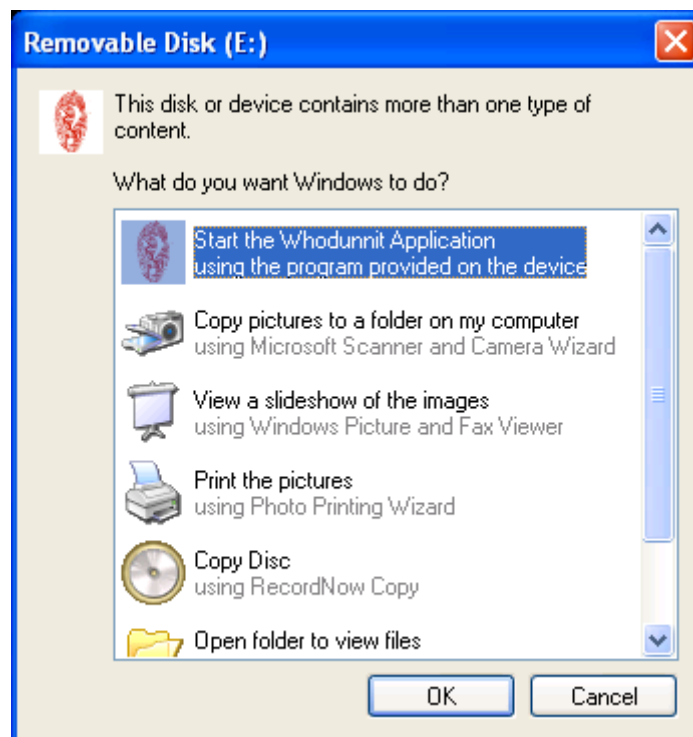 Removable Disk (E:)
This disk or device contains more than one type of
content.
What do you want Windows to do?
Start the Whodunnit Application
using the program provided on the device
Copy pictures to a folder on my computer
using Microsoft Scanner and Camera Wizard
View a slideshow of the images
using Windows Picture and Fax Viewer
Print the pictures
using Photo Printing Wizard
Copy Disc
using RecordNow Copy
Open folder to view files
OK
Cancel